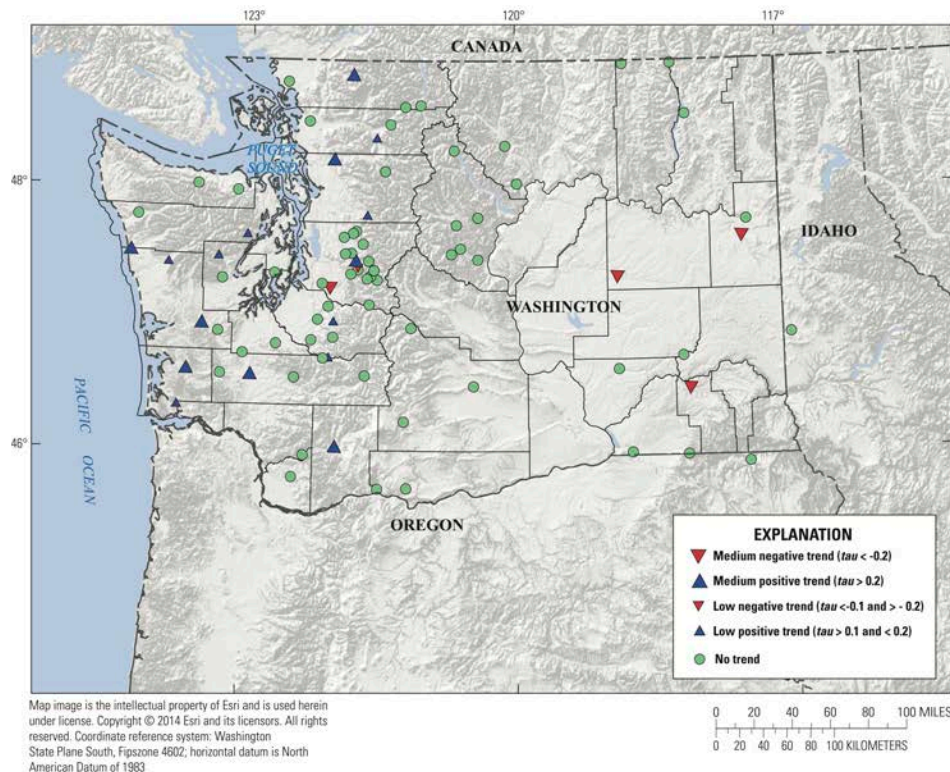 123°
120°
117°
CANADA
PUGET
SOUND
48°
IDAHO
WASHINGTON
PACIFIC
OCEAN
46°
OREGON
EXPLANATION
Medium negative trend (tau < -0.2)
Medium positive trend (tau > 0.2)
Low negative trend (tau <-0.1 and > - 0.2)
Low positive trend (tau > 0.1 and < 0.2)
No trend
Map image is the intellectual property of Esri and is used herein
under license. Copyright © 2014 Esri and its licensors. All rights
reserved. Coordinate reference system: Washington
State Plane South, Fipszone 4602; horizontal datum is North
American Datum of 1983
0 20 40 60 80 100 MILES
0 20 40 60 80 100 KILOMETERS